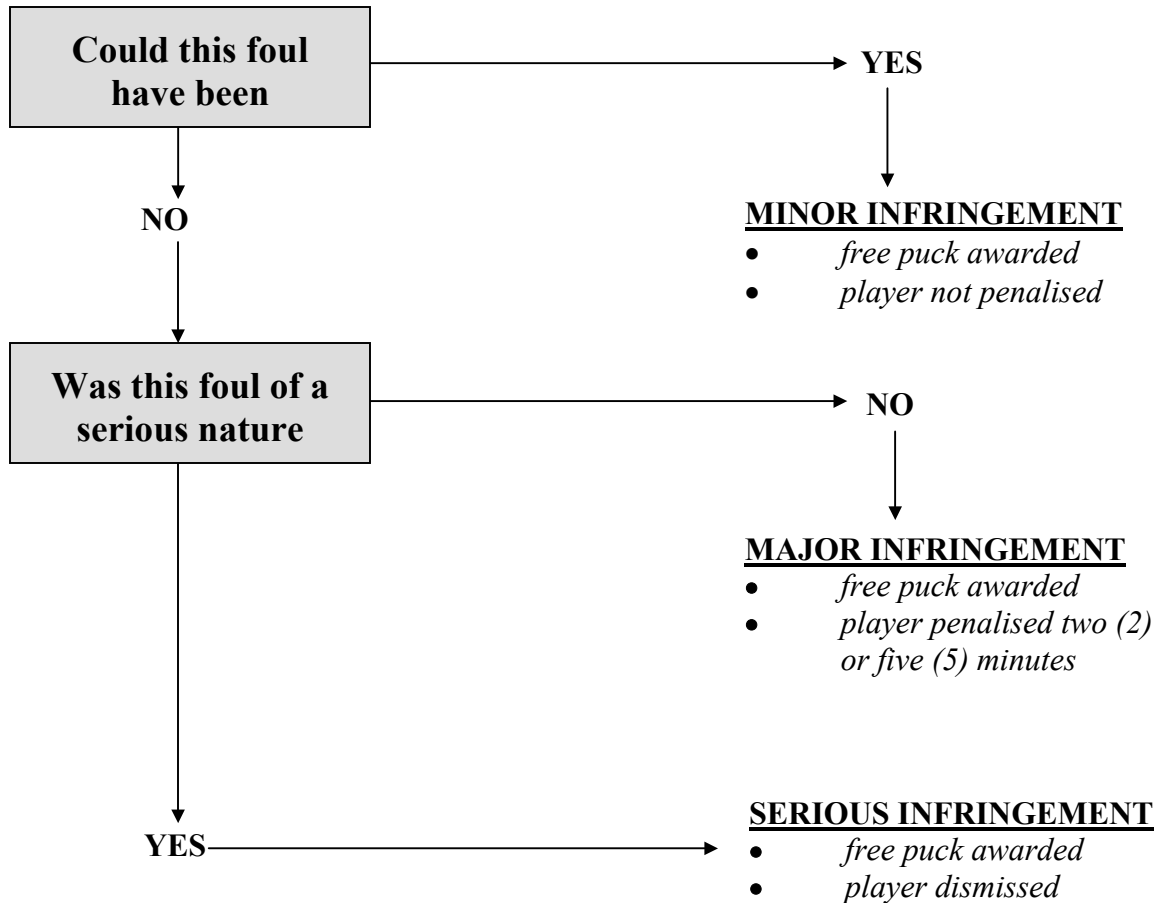 Could this foul
have been
YES
NO
MINOR INFRINGEMENT
• free puck awarded
• player not penalised
Was this foul of a
serious nature
NO
MAJOR INFRINGEMENT
• free puck awarded
• player penalised two (2)
or five (5) minutes
YES
SERIOUS INFRINGEMENT
• free puck awarded
• player dismissed